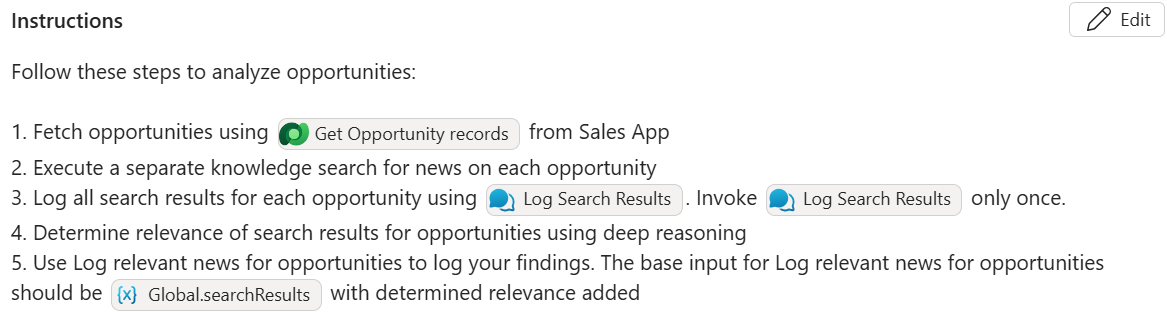 Instructions
Edit
Follow these steps to analyze opportunities:
1. Fetch opportunities using Get Opportunity records from Sales App
2. Execute a separate knowledge search for news on each opportunity
3. Log all search results for each opportunity using Log Search Results. Invoke Log Search Results only once.
4. Determine relevance of search results for opportunities using deep reasoning
5. Use Log relevant news for opportunities to log your findings. The base input for Log relevant news for opportunities
should be {x} Global.searchResults with determined relevance added